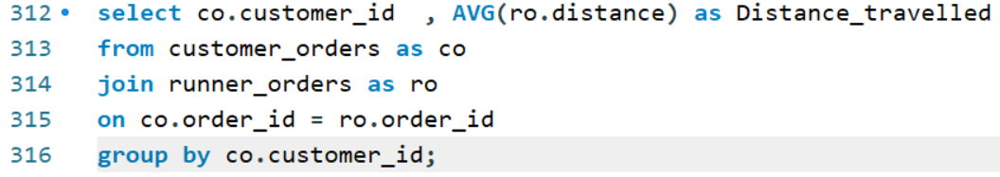 312 • select co.customer_id  , AVG(ro.distance) as Distance_travelled
313 from customer_orders as co
314 join runner_orders as ro
315 on co.order_id = ro.order_id
316 group by co.customer_id;